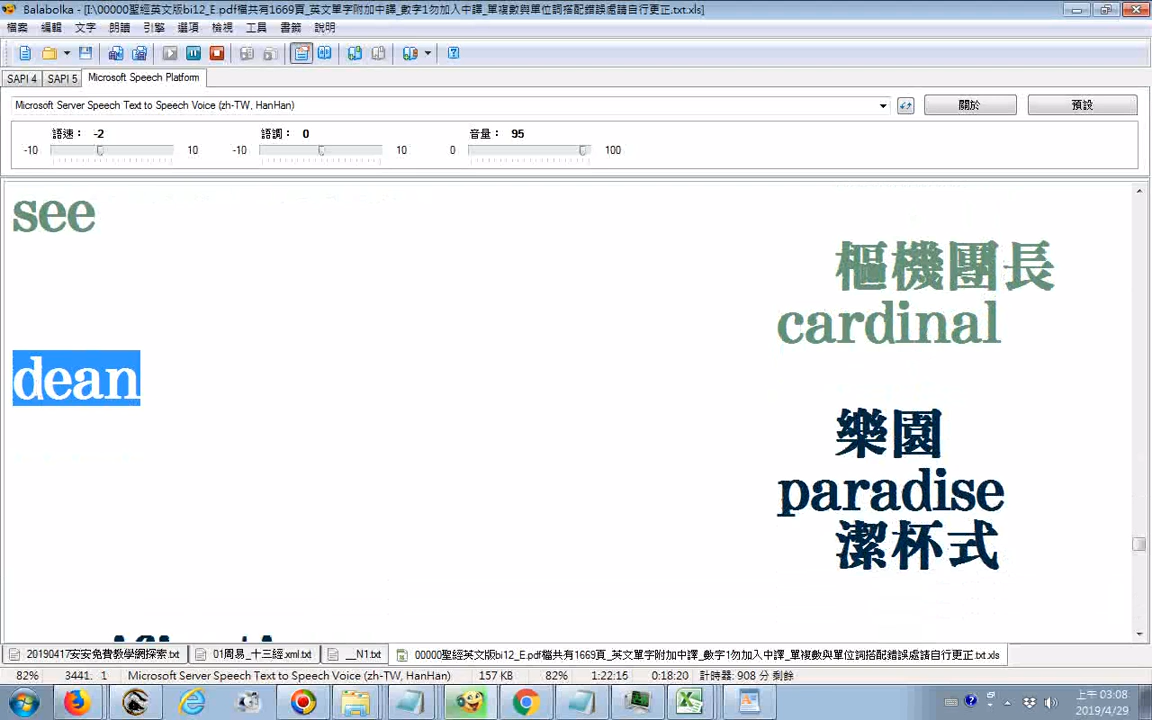 Balabolka - [I:\00000聖經英文版bi12_E.pdf檔共有1669頁_英文單字附加中譯_數字1勿加入中譯_單複數與單位詞搭配錯誤處請自行更正.txt.xls]
檔案 編輯 文字 朗讀 引擎 選項 檢視 工具 書籤 說明
SAPI 4 SAPI 5 Microsoft Speech Platform
Microsoft Server Speech Text to Speech Voice (zh-TW, HanHan) 關於 預設
語速： -2 語調： 0 音量： 95
-10 10 -10 10 0 100
see
樞機團長
cardinal
dean
樂園
paradise
潔杯式
20190417安安免費教學網探索.txt 01周易_十三經.xml.txt __N1.txt 00000聖經英文版bi12_E.pdf檔共有1669頁_英文單字附加中譯_數字1勿加入中譯_單複數與單位詞搭配錯誤處請自行更正.txt.xls
82% 3441: 1 Microsoft Server Speech Text to Speech Voice (zh-TW, HanHan) 157 KB 82% 1:22:15 0:18:20 計時器: 908 分 剩餘
上午 03:08
2019/4/29